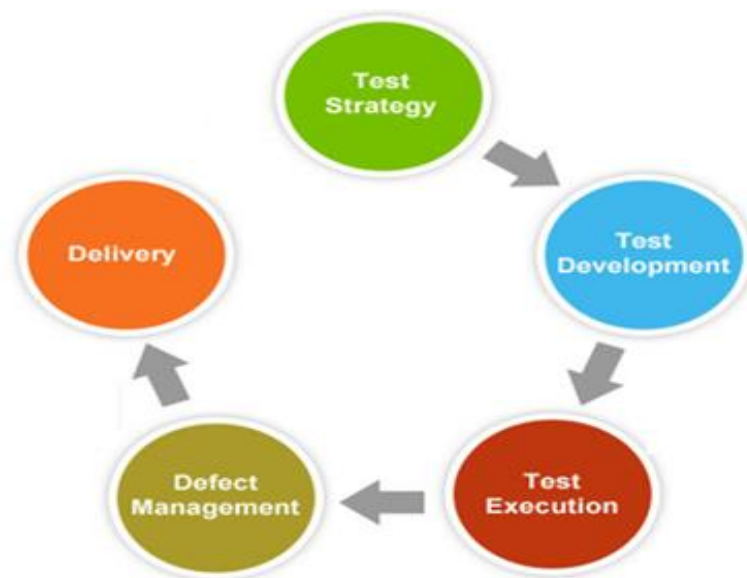 Test
Strategy
Test
Development
Test
Execution
Defect
Management
Delivery